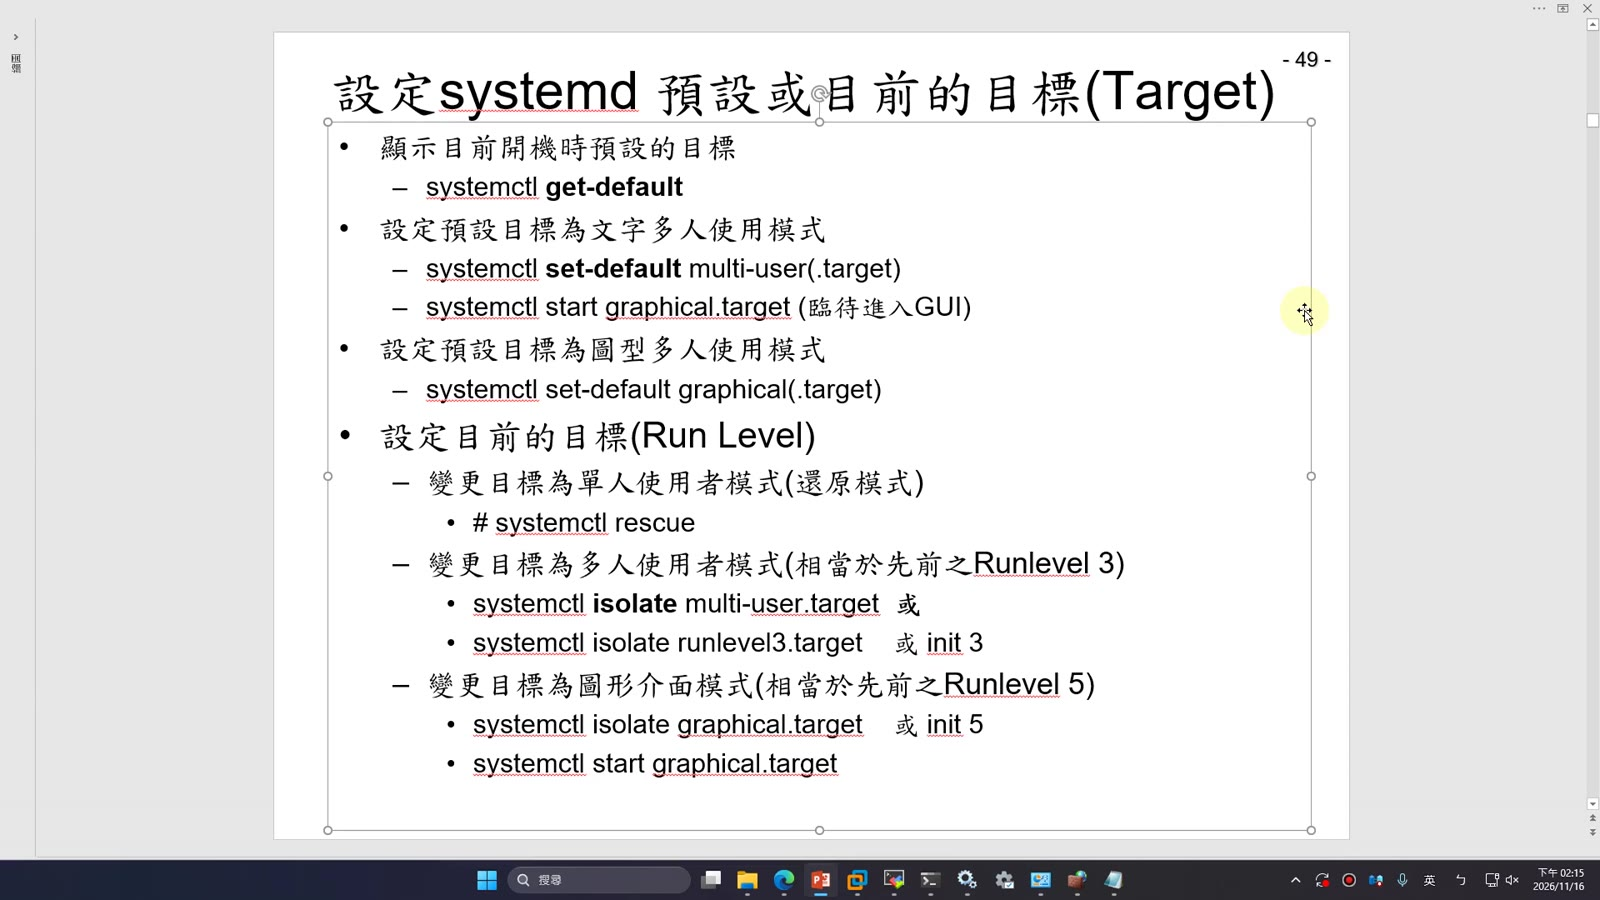 - 49 -
設定systemd 預設或目前的目標(Target)
• 顯示目前開機時預設的目標
– systemctl get-default
• 設定預設目標為文字多人使用模式
– systemctl set-default multi-user(.target)
– systemctl start graphical.target (臨待進入GUI)
• 設定預設目標為圖型多人使用模式
– systemctl set-default graphical(.target)
• 設定目前的目標(Run Level)
– 變更目標為單人使用者模式(還原模式)
• # systemctl rescue
– 變更目標為多人使用者模式(相當於先前之Runlevel 3)
• systemctl isolate multi-user.target 或
• systemctl isolate runlevel3.target 或 init 3
– 變更目標為圖形介面模式(相當於先前之Runlevel 5)
• systemctl isolate graphical.target 或 init 5
• systemctl start graphical.target
搜尋
英
ㄅ
下午 02:15
2026/11/16